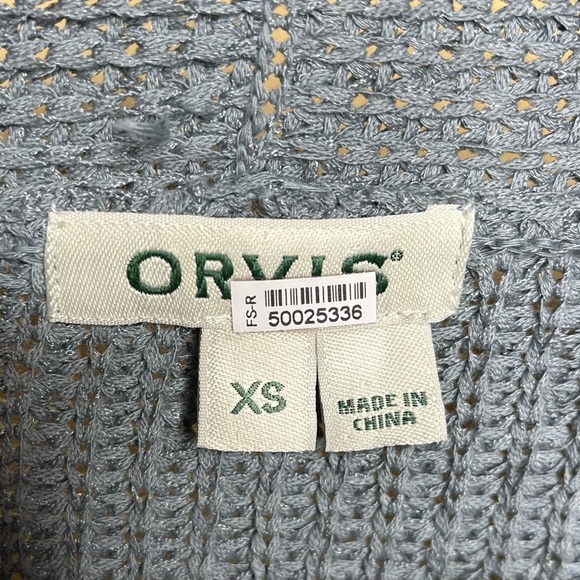 ORVIS®
FS-R
50025336
XS
MADE IN
CHINA